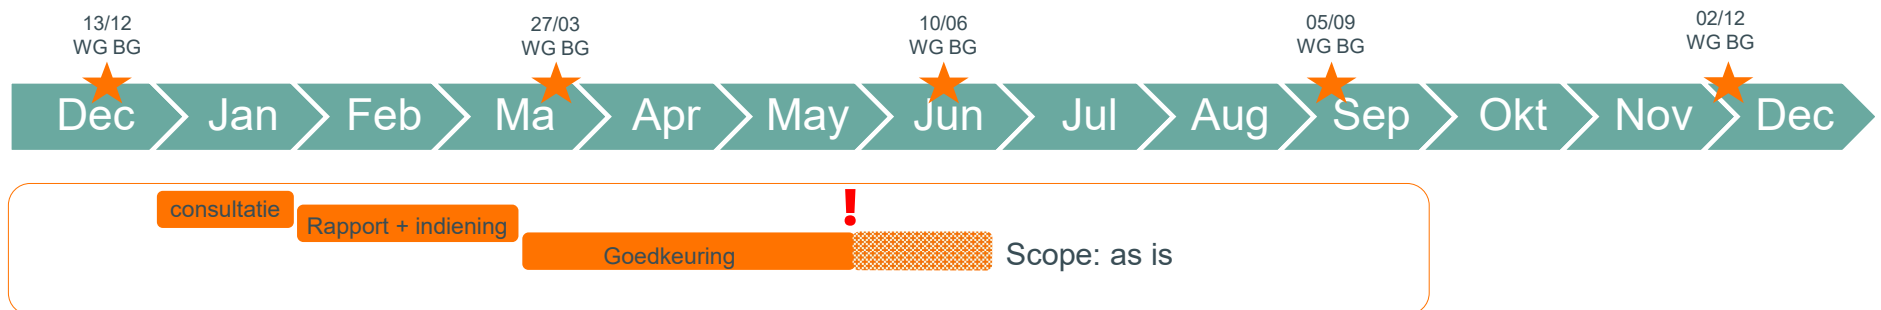 13/12
WG BG
27/03
WG BG
10/06
WG BG
05/09
WG BG
02/12
WG BG
Dec Jan Feb Ma Apr May Jun Jul Aug Sep Okt Nov Dec
consultatie
!
Rapport + indiening
Goedkeuring
Scope: as is